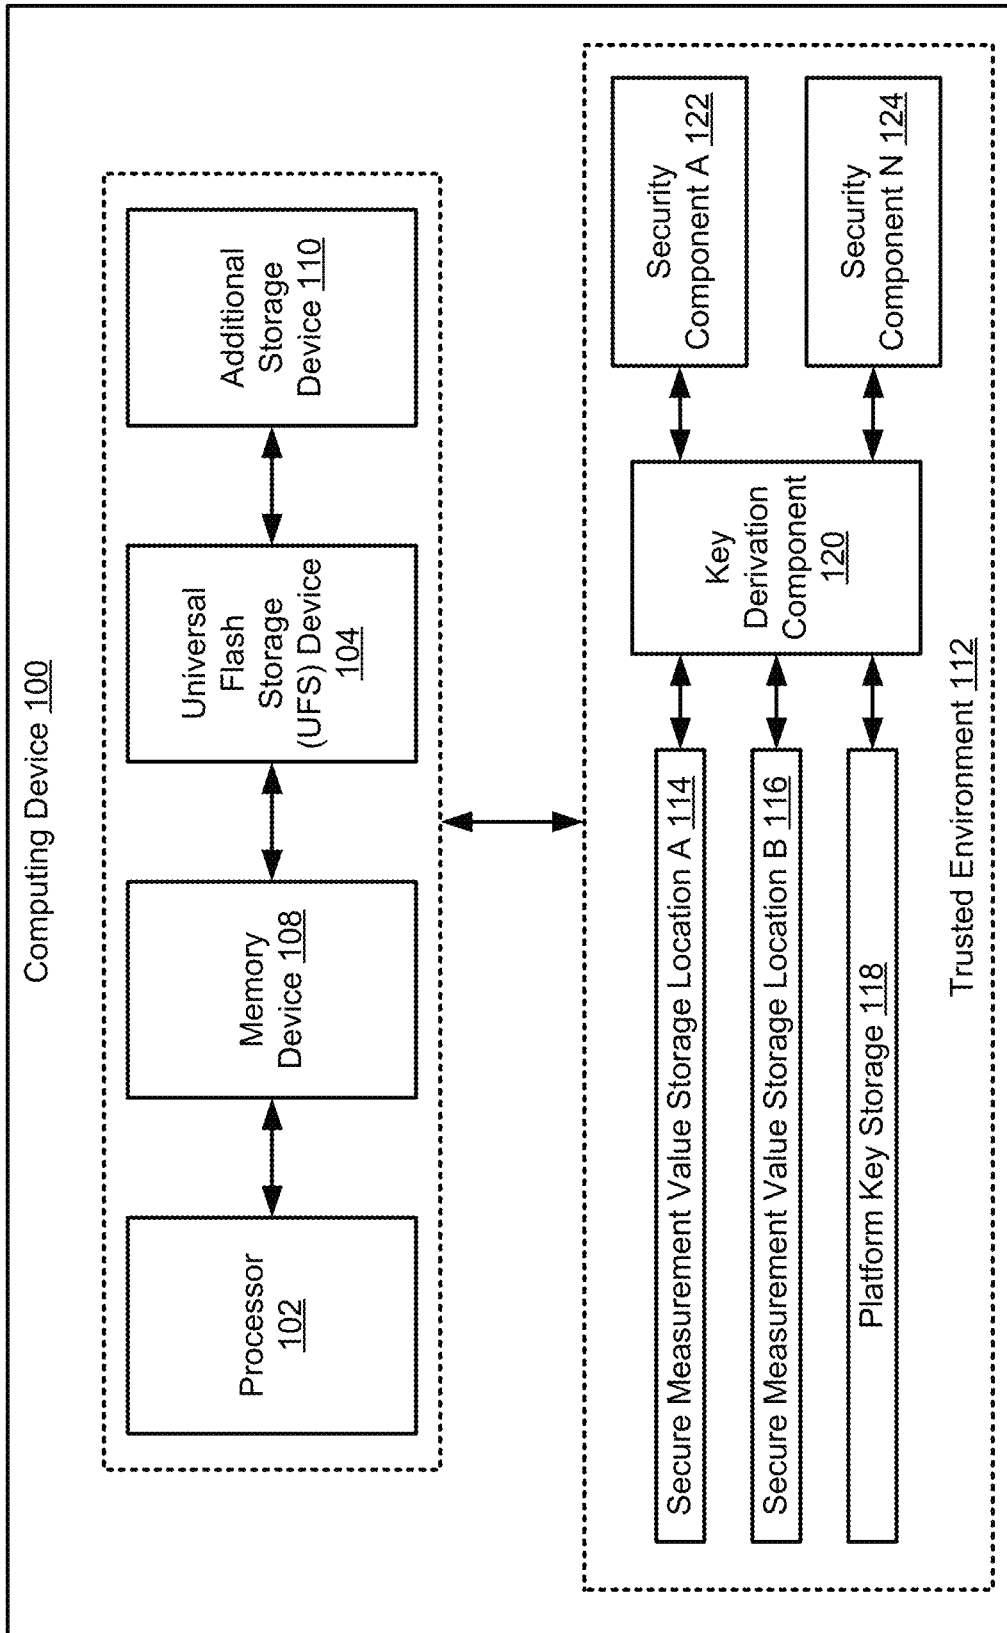 Computing Device 100
Processor
102
Memory
Device 108
Universal
Flash
Storage
(UFS) Device
104
Additional
Storage
Device 110
Secure Measurement Value Storage Location A 114
Secure Measurement Value Storage Location B 116
Platform Key Storage 118
Key
Derivation
Component
120
Security
Component A 122
Security
Component N 124
Trusted Environment 112